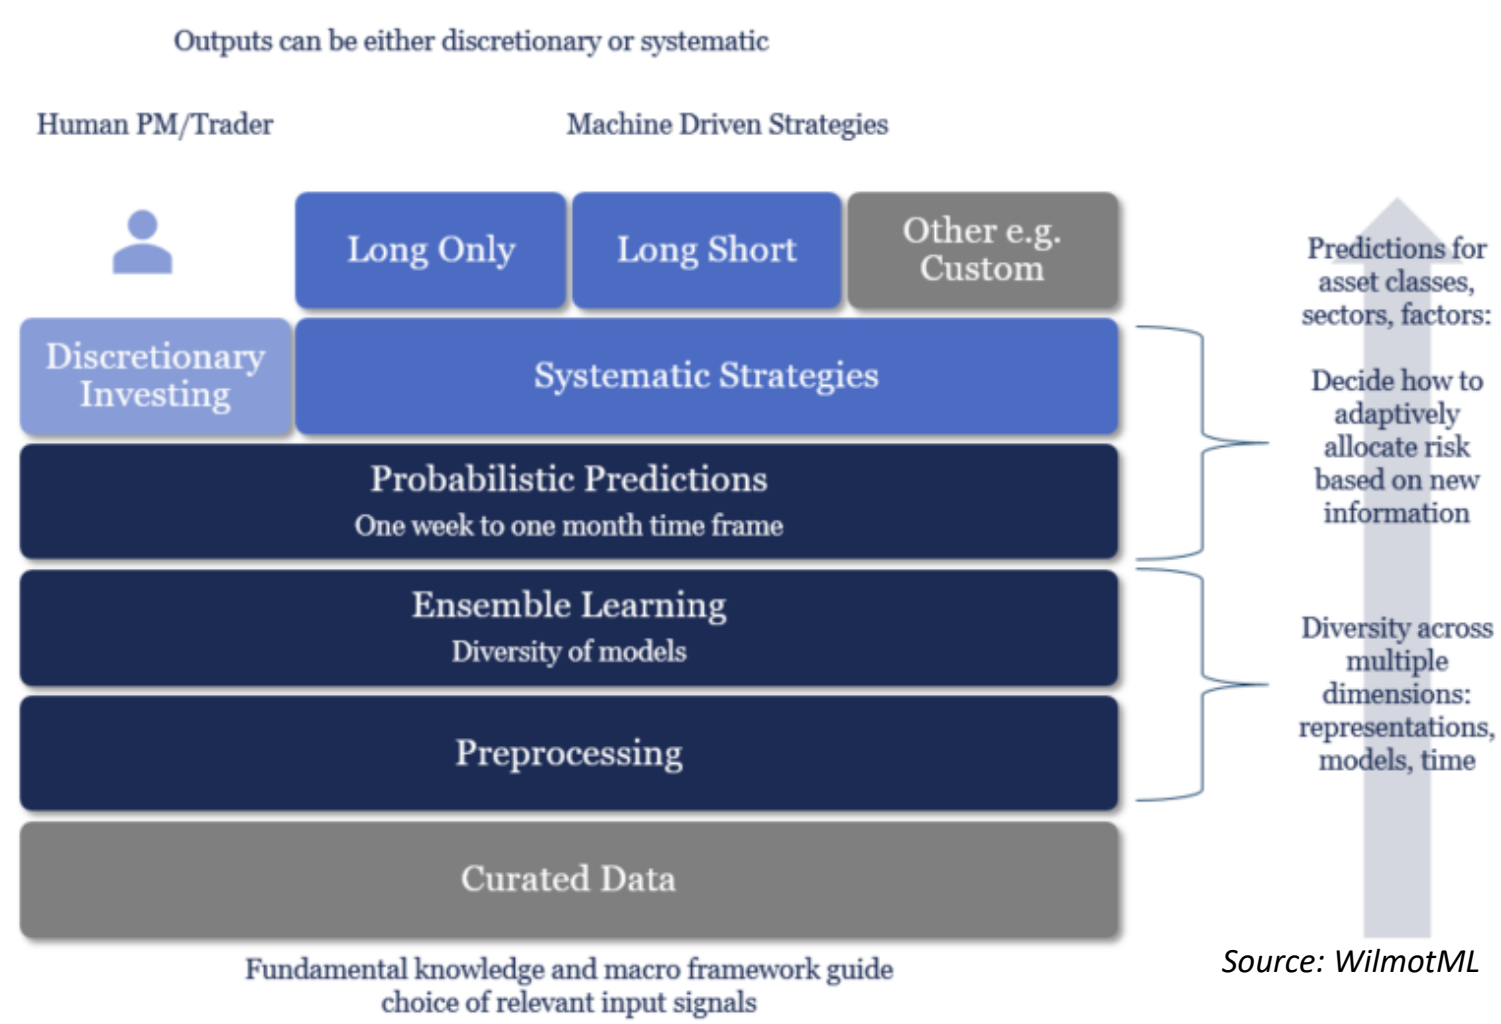 Outputs can be either discretionary or systematic
Human PM/Trader
Machine Driven Strategies
Long Only
Long Short
Other e.g.
Custom
Discretionary
Investing
Systematic Strategies
Probabilistic Predictions
One week to one month time frame
Ensemble Learning
Diversity of models
Preprocessing
Curated Data
Fundamental knowledge and macro framework guide
choice of relevant input signals
Predictions for
asset classes,
sectors, factors:
Decide how to
adaptively
allocate risk
based on new
information
Diversity across
multiple
dimensions:
representations,
models, time
Source: WilmotML